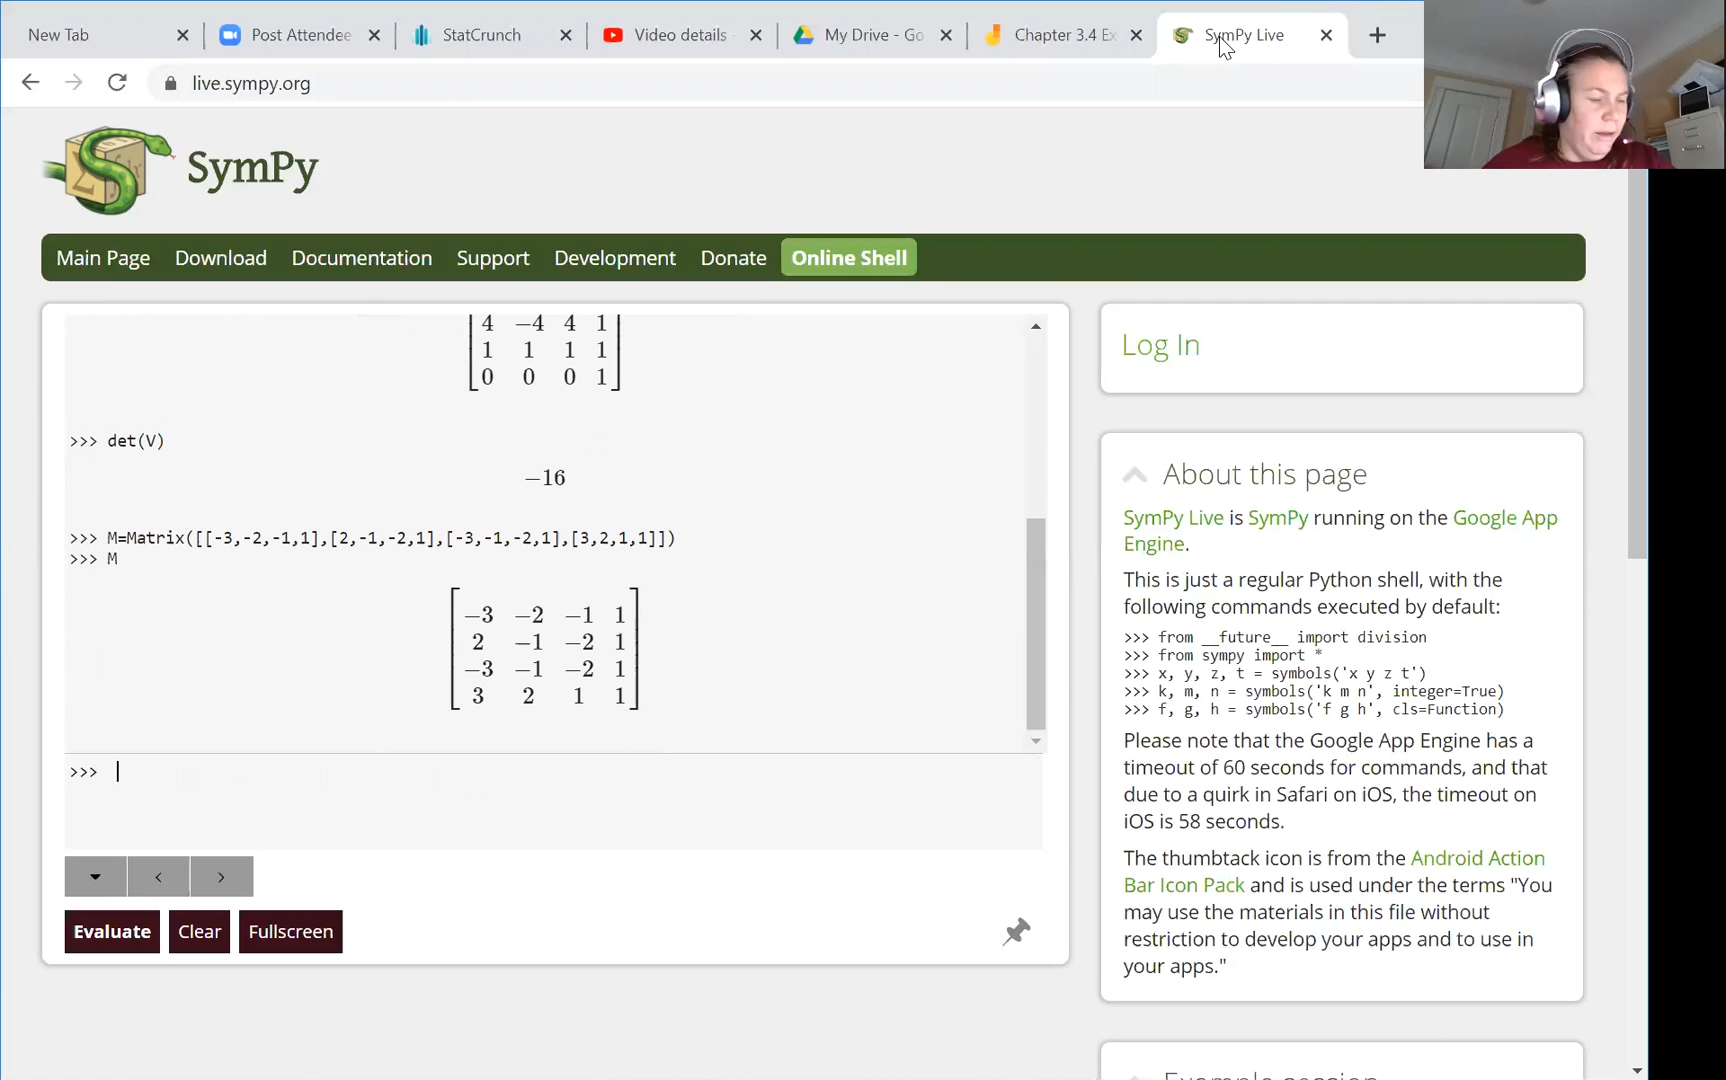 New Tab
Post Attendee
StatCrunch
Video details -
My Drive - Go
Chapter 3.4 Ex
SymPy Live
live.sympy.org
SymPy
Main Page
Download
Documentation
Support
Development
Donate
Online Shell
4 −4 4 1
1 1 1 1
0 0 0 1
>>> det(V)
−16
>>> M=Matrix([[-3,-2,-1,1],[2,-1,-2,1],[-3,-1,-2,1],[3,2,1,1]])
>>> M
−3 −2 −1 1
2 −1 −2 1
−3 −1 −2 1
3 2 1 1
>>>
Evaluate
Clear
Fullscreen
Log In
About this page
SymPy Live is SymPy running on the Google App
Engine.
This is just a regular Python shell, with the
following commands executed by default:
>>> from __future__ import division
>>> from sympy import *
>>> x, y, z, t = symbols('x y z t')
>>> k, m, n = symbols('k m n', integer=True)
>>> f, g, h = symbols('f g h', cls=Function)
Please note that the Google App Engine has a
timeout of 60 seconds for commands, and that
due to a quirk in Safari on iOS, the timeout on
iOS is 58 seconds.
The thumbtack icon is from the Android Action
Bar Icon Pack and is used under the terms "You
may use the materials in this file without
restriction to develop your apps and to use in
your apps."
Example session